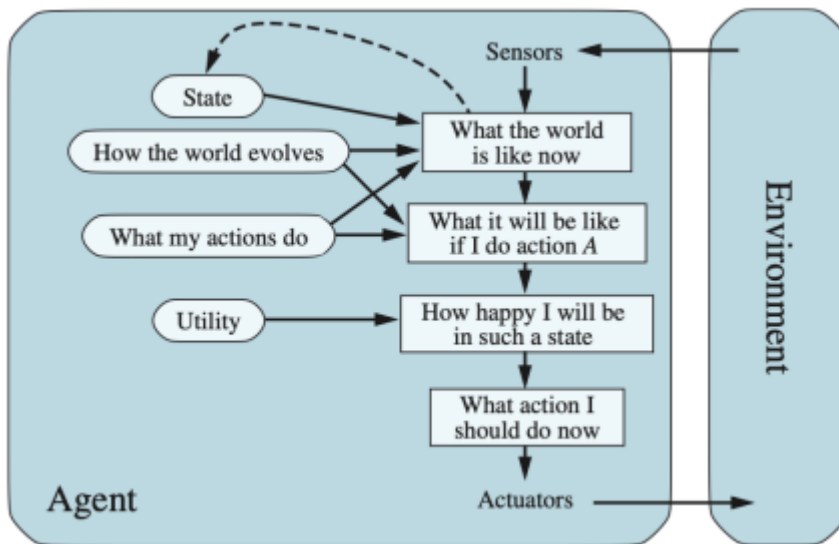 Sensors
State
What the world
is like now
How the world evolves
What my actions do
What it will be like
if I do action A
Utility
How happy I will be
in such a state
What action I
should do now
Agent
Actuators
Environment